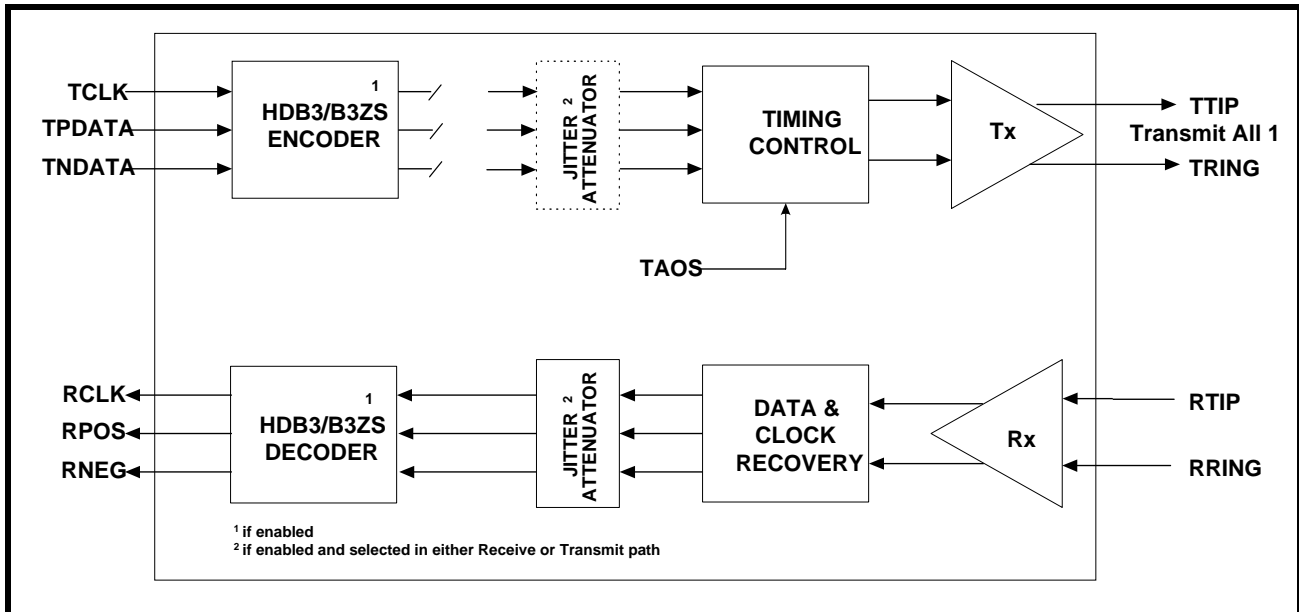 TCLK
TPDATA
TNDATA
1
HDB3/B3ZS
ENCODER
JITTER 2
ATTENUATOR
TIMING
CONTROL
Tx
TTIP
Transmit All 1
TRING
TAOS
RCLK
RPOS
RNEG
1
HDB3/B3ZS
DECODER
JITTER 2
ATTENUATOR
DATA &
CLOCK
RECOVERY
Rx
RTIP
RRING
1 if enabled
2 if enabled and selected in either Receive or Transmit path